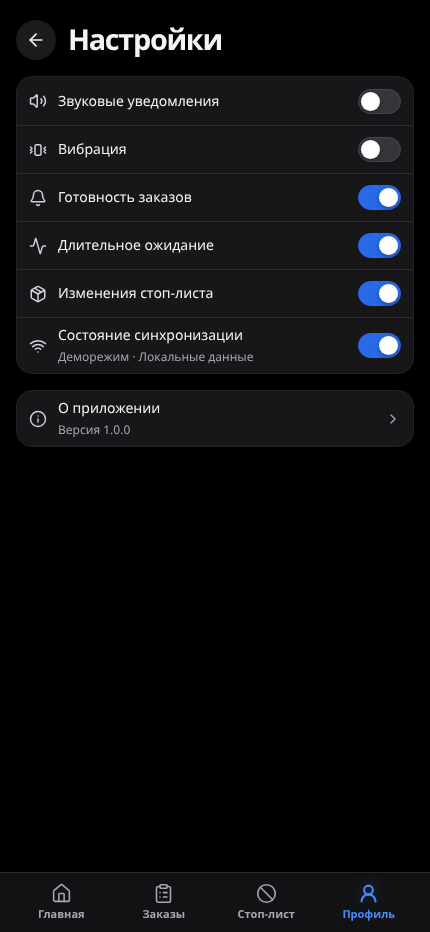 Настройки
Звуковые уведомления
Вибрация
Готовность заказов
Длительное ожидание
Изменения стоп-листа
Состояние синхронизации
Деморежим · Локальные данные
О приложении
Версия 1.0.0
Главная
Заказы
Стоп-лист
Профиль